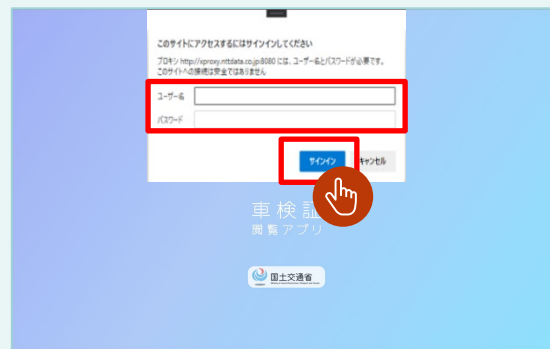 このサイトにアクセスするにはサインインしてください
プロキシ http://vproxy.nttdata.co.jp:8080 には、ユーザー名とパスワードが必要です。
このサイトへの接続は安全ではありません
ユーザー名
パスワード
サインイン
キャンセル
車検証
閲覧アプリ
国土交通省